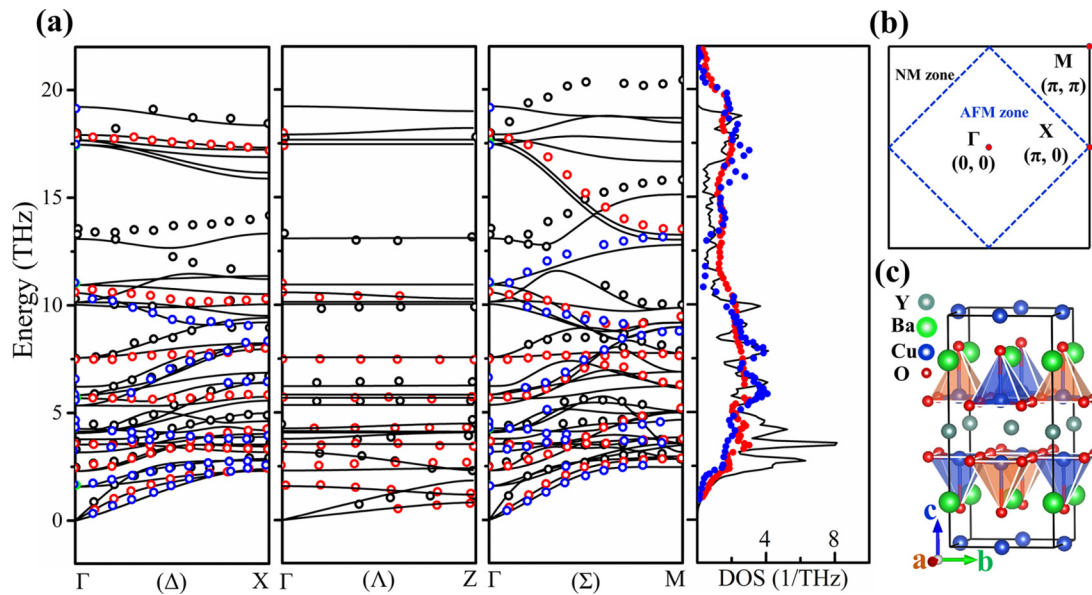 (a)
20
15
10
5
0
Energy (THz)
Γ (Δ) X
Γ (Λ) Z
Γ (Σ) M
4 8
DOS (1/THz)
(b)
NM zone
M
(π, π)
AFM zone
Γ
(0, 0)
X
(π, 0)
(c)
Y
Ba
Cu
O
c
a
b